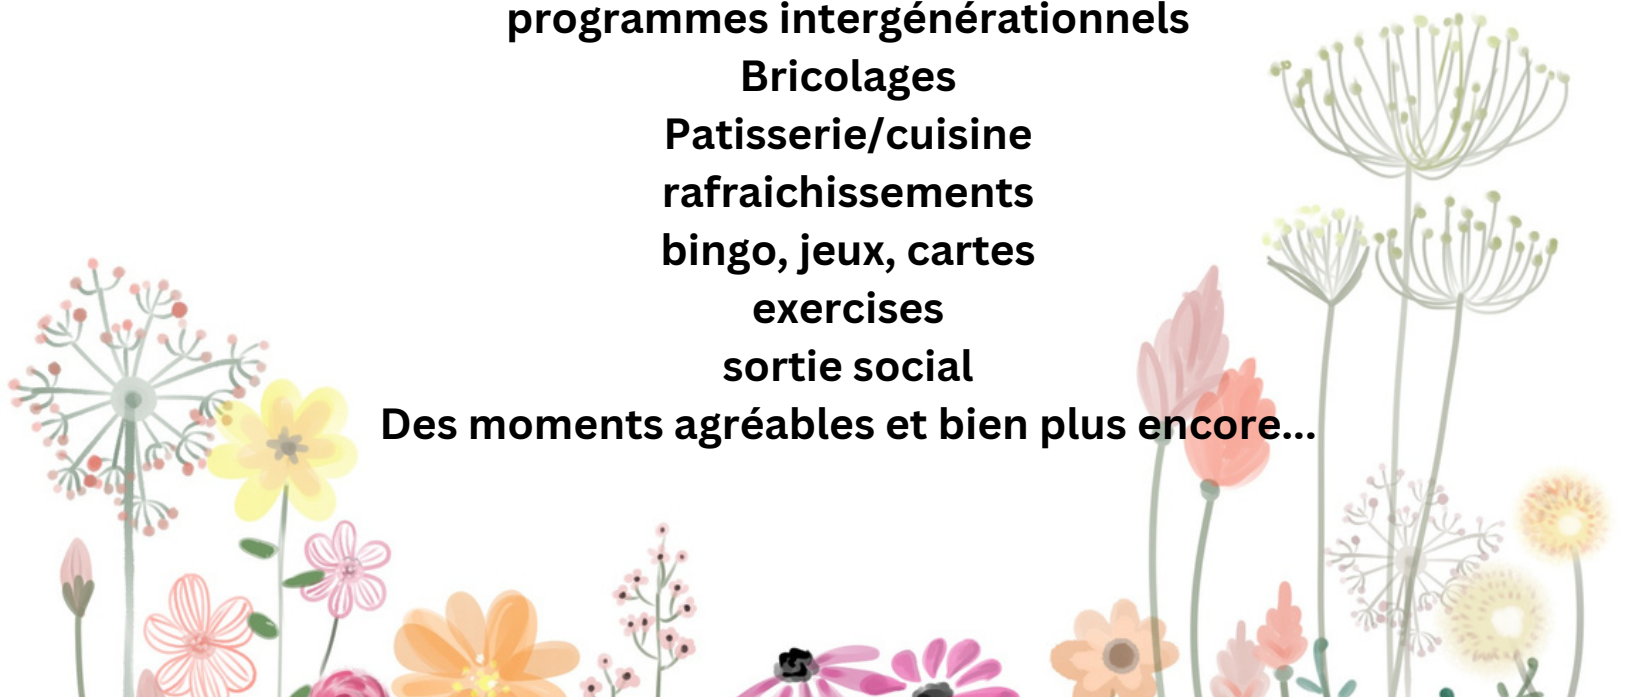 programmes intergénérationnels
Bricolages
Patisserie/cuisine
rafraichissements
bingo, jeux, cartes
exercises
sortie social
Des moments agréables et bien plus encore...